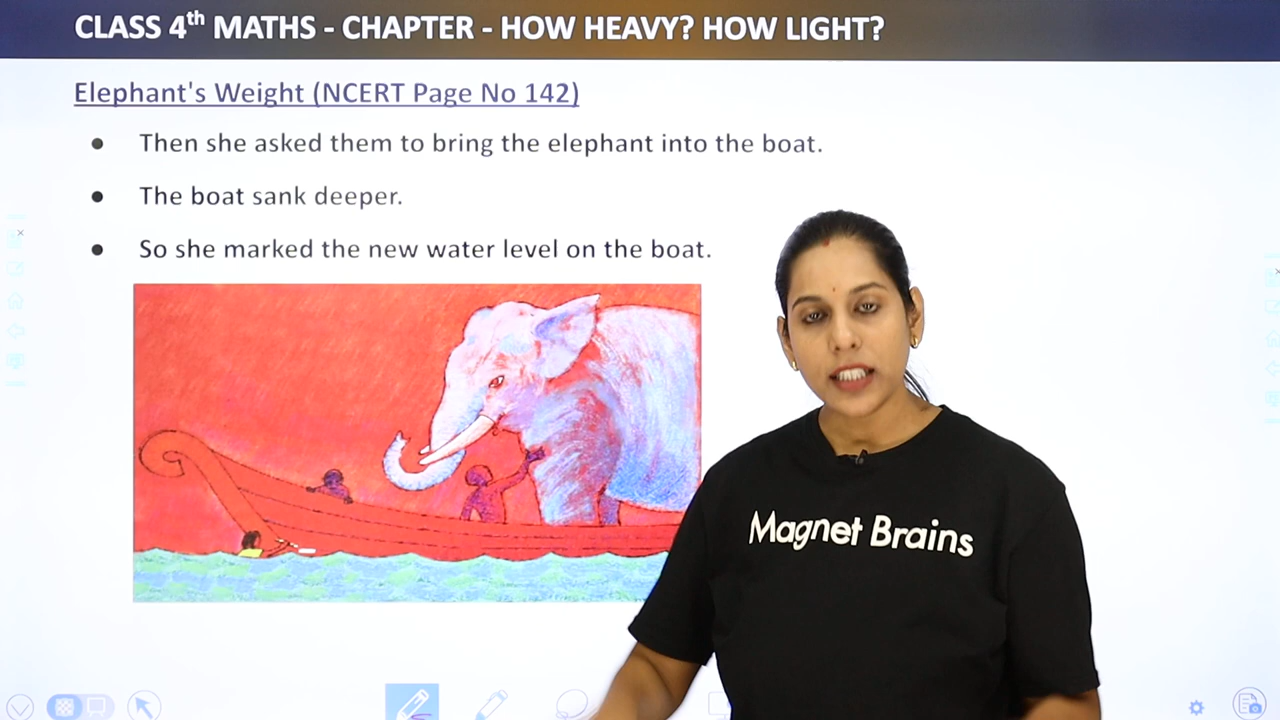 CLASS 4th MATHS - CHAPTER - HOW HEAVY? HOW LIGHT?
Elephant's Weight (NCERT Page No 142)
● Then she asked them to bring the elephant into the boat.
● The boat sank deeper.
● So she marked the new water level on the boat.
Magnet Brains